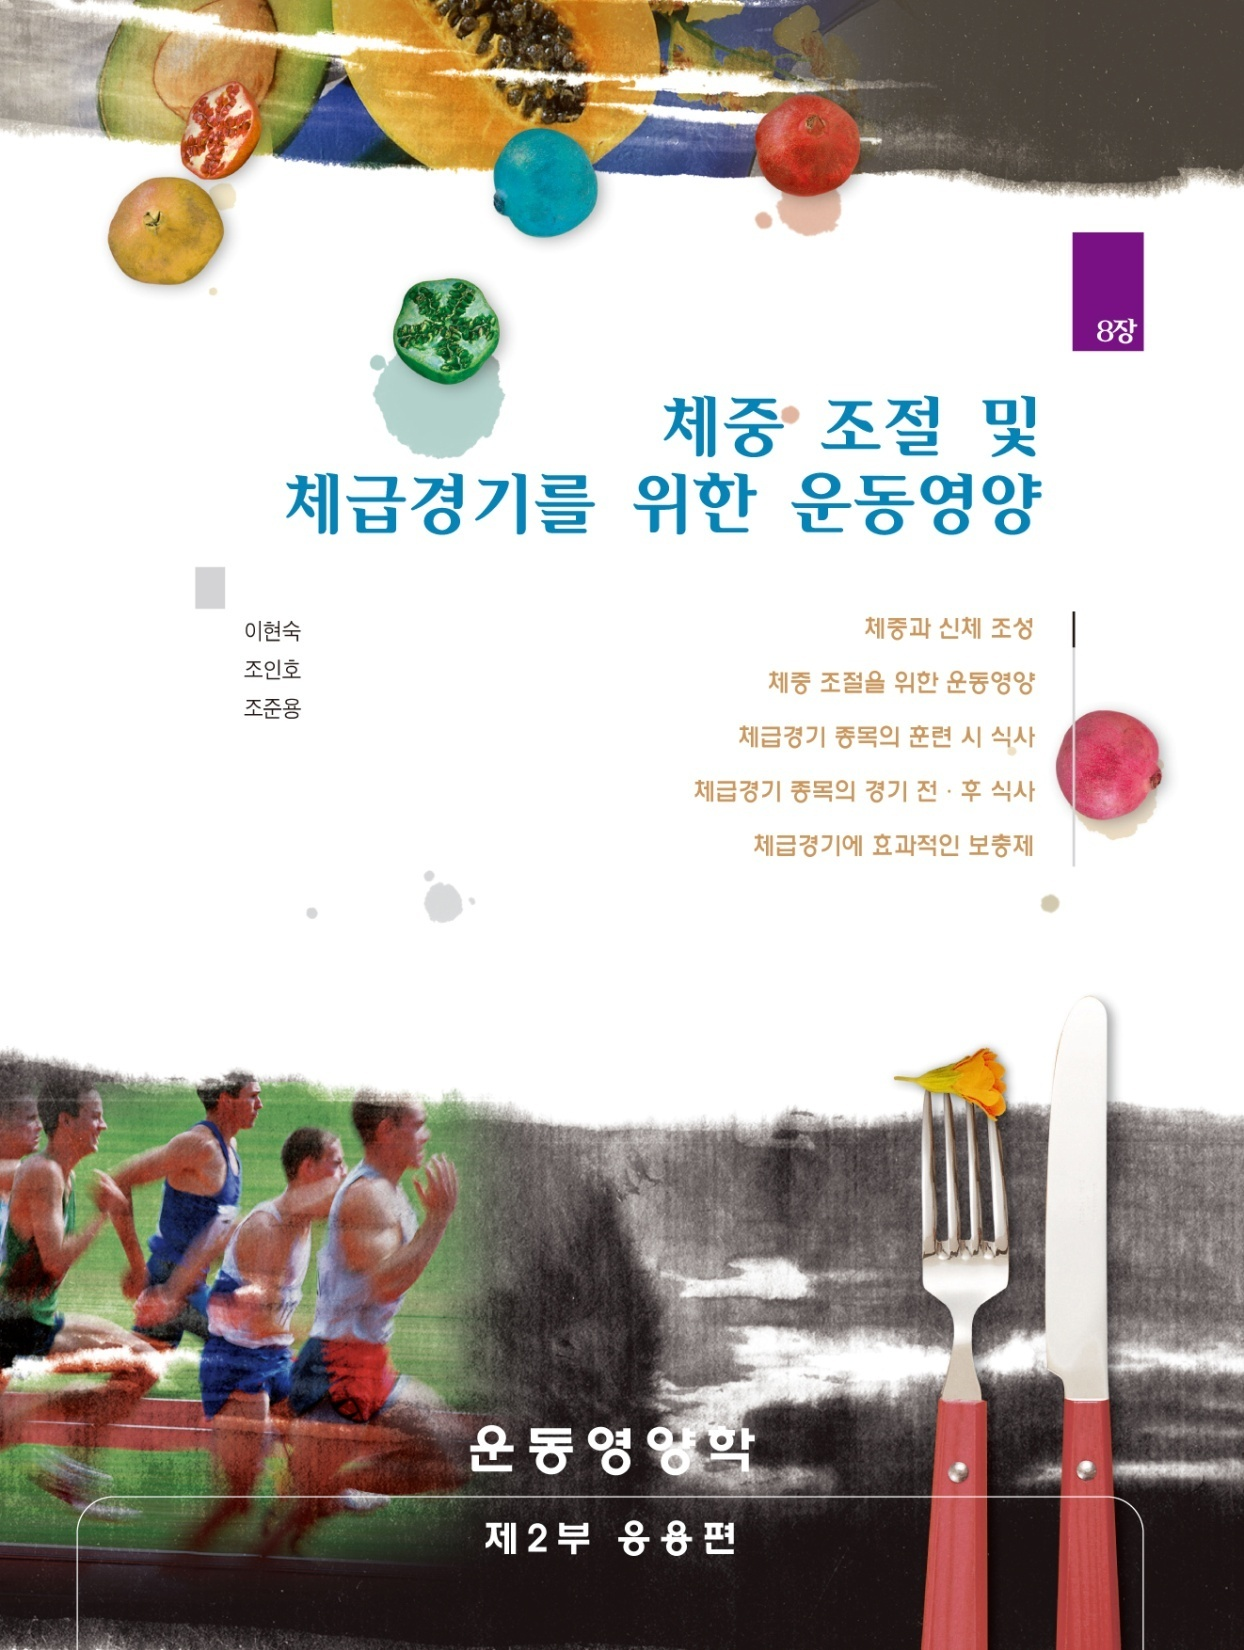 8장
체중 조절 및
체급경기를 위한 운동영양
이현숙
조인호
조준용
체중과 신체 조성
체중 조절을 위한 운동영양
체급경기 종목의 훈련 시 식사
체급경기 종목의 경기 전 · 후 식사
체급경기에 효과적인 보충제
운동영양학
제2부 응용편